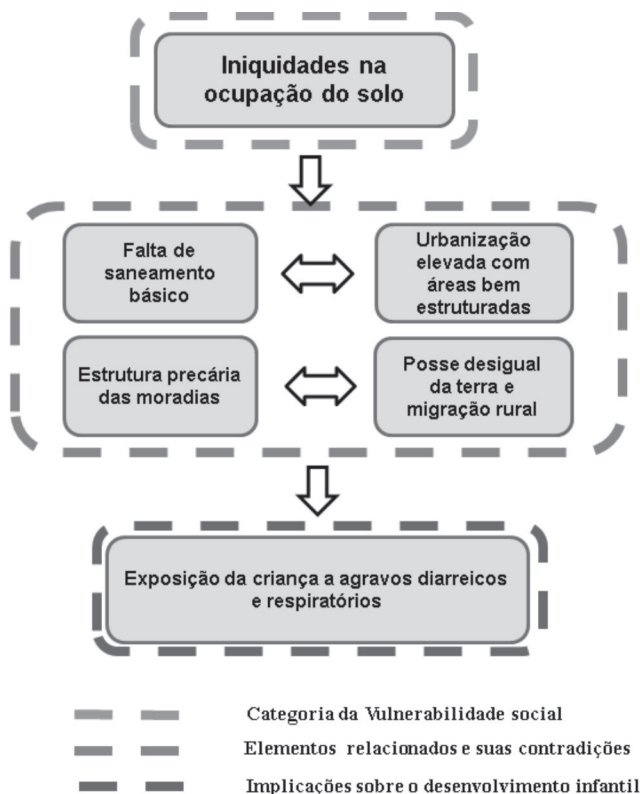 Iniquidades na
ocupação do solo
Falta de
saneamento
básico
Urbanização
elevada com
áreas bem
estruturadas
Estrutura precária
das moradias
Posse desigual
da terra e
migração rural
Exposição da criança a agravos diarreicos
e respiratórios
Categoria da Vulnerabilidade social
Elementos relacionados e suas contradições
Implicações sobre o desenvolvimento infantil